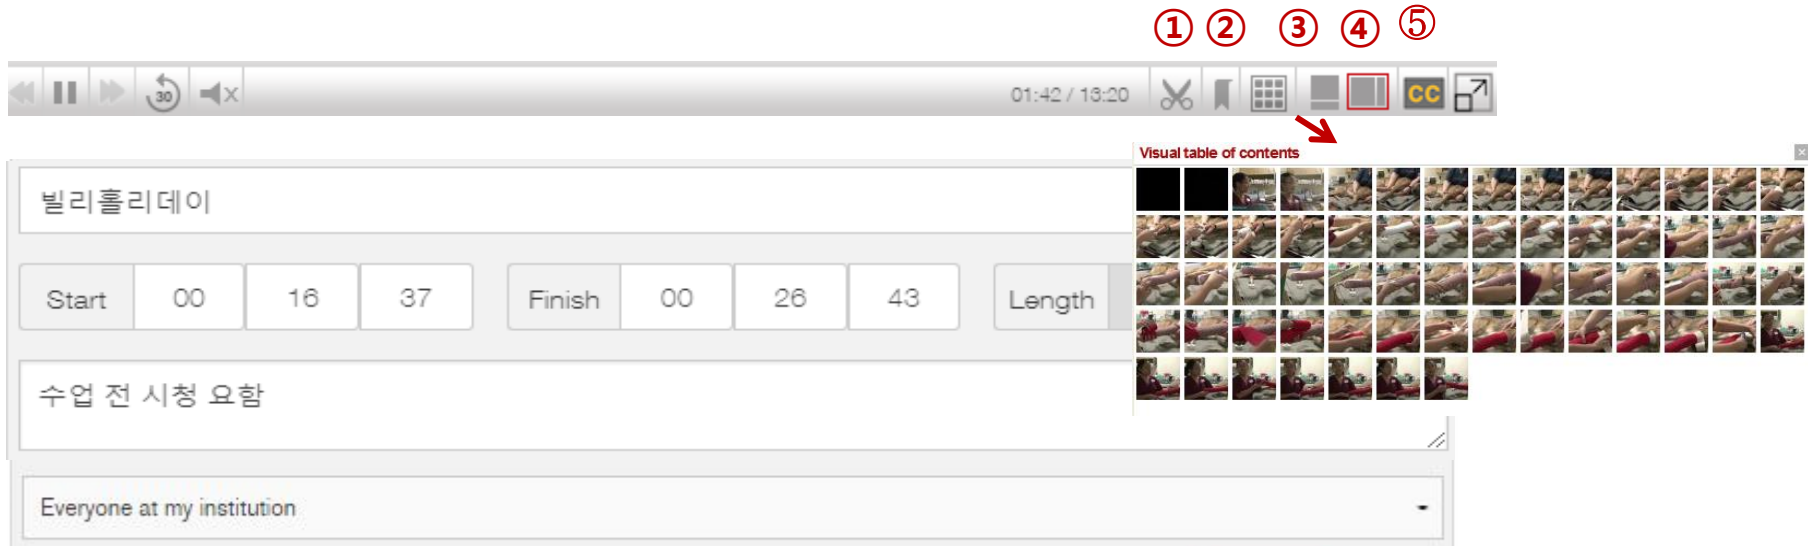 ① ② ③ ④ ⑤
30 01:42 / 13:20 CC
Visual table of contents
빌리홀리데이
Start 00 16 37 Finish 00 26 43 Length
수업 전 시청 요함
Everyone at my institution